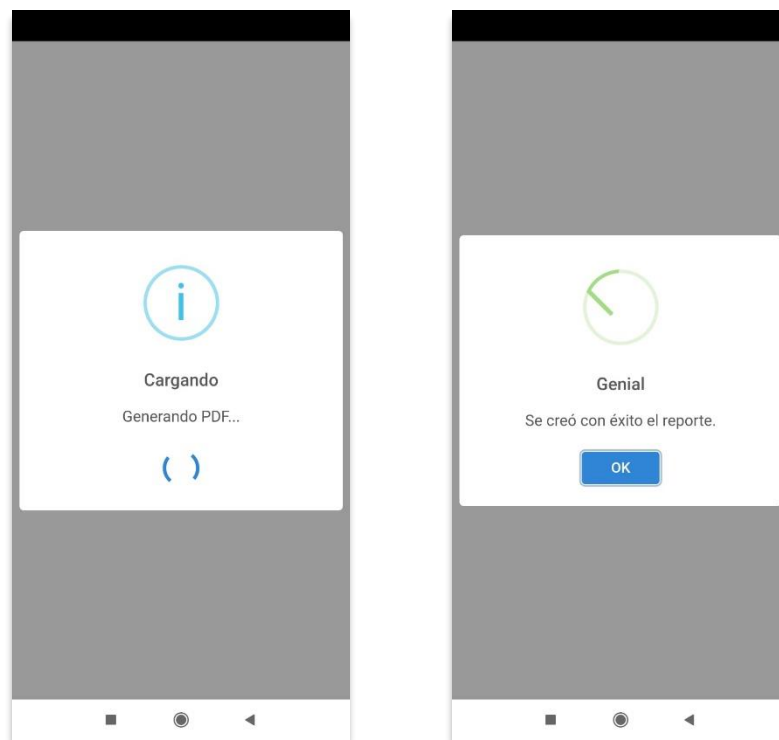 Cargando
Generando PDF...
Genial
Se creó con éxito el reporte.
OK